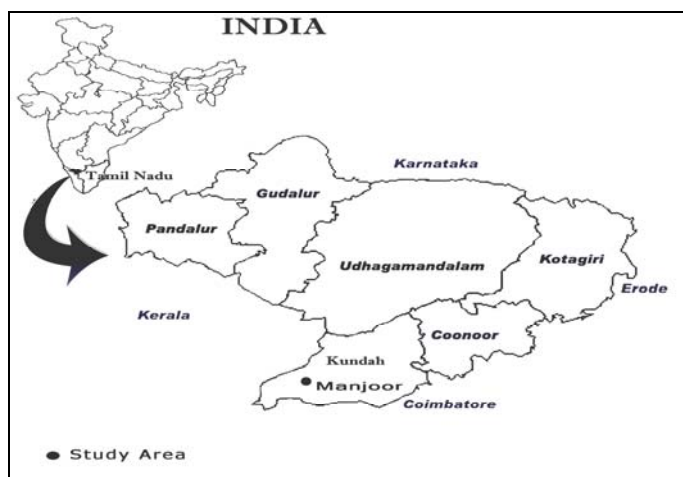 INDIA
Tamil Nadu
Karnataka
Gudalur
Pandalur
Udhagamandalam
Kotagiri
Erode
Kerala
Coonoor
Kundah
Manjoor
Coimbatore
Study Area